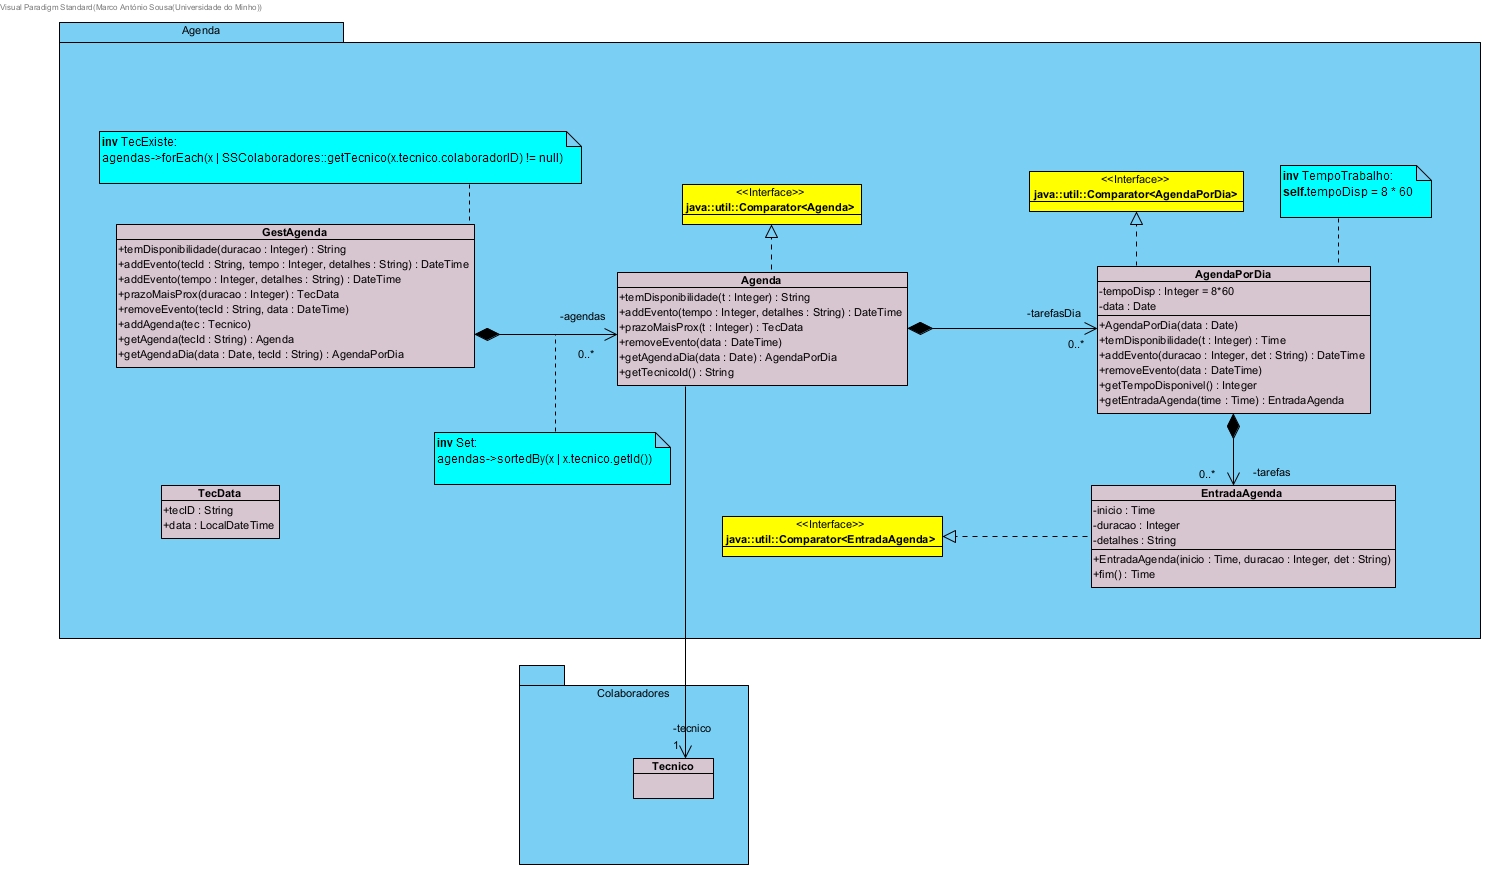 Visual Paradigm Standard(Marco António Sousa(Universidade do Minho))
Agenda
inv TecExiste:
agendas->forEach(x | SSColaboradores::getTecnico(x.tecnico.colaboradorID) != null)
GestAgenda
+temDisponibilidade(duracao : Integer) : String
+addEvento(tecId : String, tempo : Integer, detalhes : String) : DateTime
+addEvento(tempo : Integer, detalhes : String) : DateTime
+prazoMaisProx(duracao : Integer) : TecData
+removeEvento(tecId : String, data : DateTime)
+addAgenda(tec : Tecnico)
+getAgenda(tecId : String) : Agenda
+getAgendaDia(data : Date, tecId : String) : AgendaPorDia
-agendas
0..*
<<Interface>>
java::util::Comparator<Agenda>
Agenda
+temDisponibilidade(t : Integer) : String
+addEvento(tempo : Integer, detalhes : String) : DateTime
+prazoMaisProx(t : Integer) : TecData
+removeEvento(data : DateTime)
+getAgendaDia(data : Date) : AgendaPorDia
+getTecnicoId() : String
-tarefasDia
0..*
<<Interface>>
java::util::Comparator<AgendaPorDia>
inv TempoTrabalho:
self.tempoDisp = 8 * 60
AgendaPorDia
-tempoDisp : Integer = 8*60
-data : Date
+AgendaPorDia(data : Date)
+temDisponibilidade(t : Integer) : Time
+addEvento(duracao : Integer, det : String) : DateTime
+removeEvento(data : DateTime)
+getTempoDisponivel() : Integer
+getEntradaAgenda(time : Time) : EntradaAgenda
inv Set:
agendas->sortedBy(x | x.tecnico.getId())
0..*
-tarefas
TecData
+tecID : String
+data : LocalDateTime
<<Interface>>
java::util::Comparator<EntradaAgenda>
EntradaAgenda
-inicio : Time
-duracao : Integer
-detalhes : String
+EntradaAgenda(inicio : Time, duracao : Integer, det : String)
+fim() : Time
Colaboradores
-tecnico
1
Tecnico